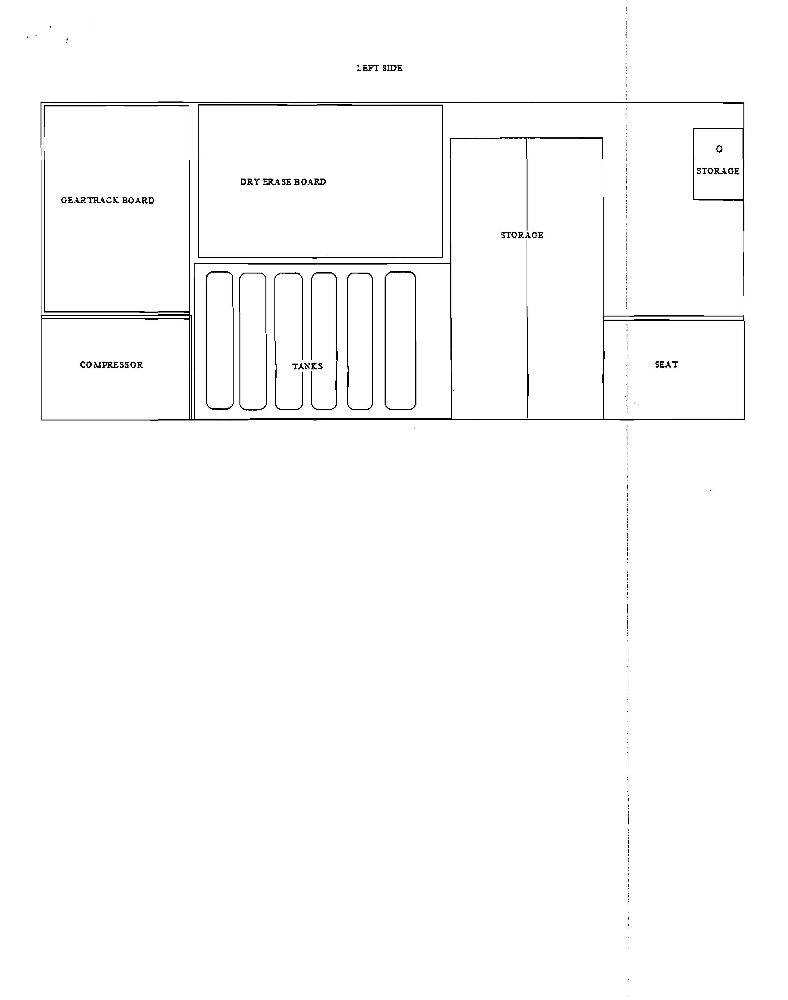 LEFT SIDE
GEARTRACK BOARD
DRY ERASE BOARD
STORAGE
STORAGE
COMPRESSOR
TANKS
SEAT